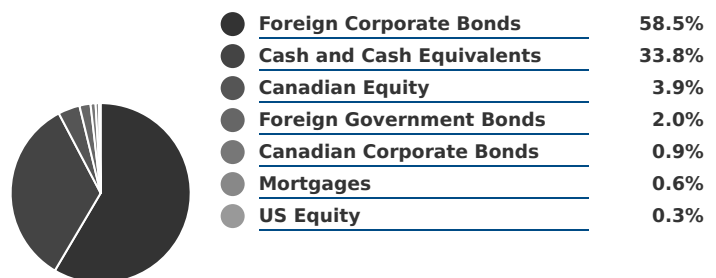 Foreign Corporate Bonds 58.5%
Cash and Cash Equivalents 33.8%
Canadian Equity 3.9%
Foreign Government Bonds 2.0%
Canadian Corporate Bonds 0.9%
Mortgages 0.6%
US Equity 0.3%